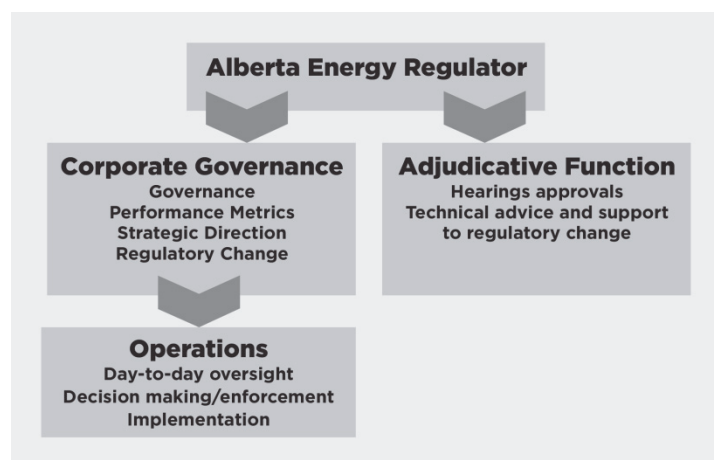 Alberta Energy Regulator
Corporate Governance
Governance
Performance Metrics
Strategic Direction
Regulatory Change
Adjudicative Function
Hearings approvals
Technical advice and support
to regulatory change
Operations
Day-to-day oversight
Decision making/enforcement
Implementation